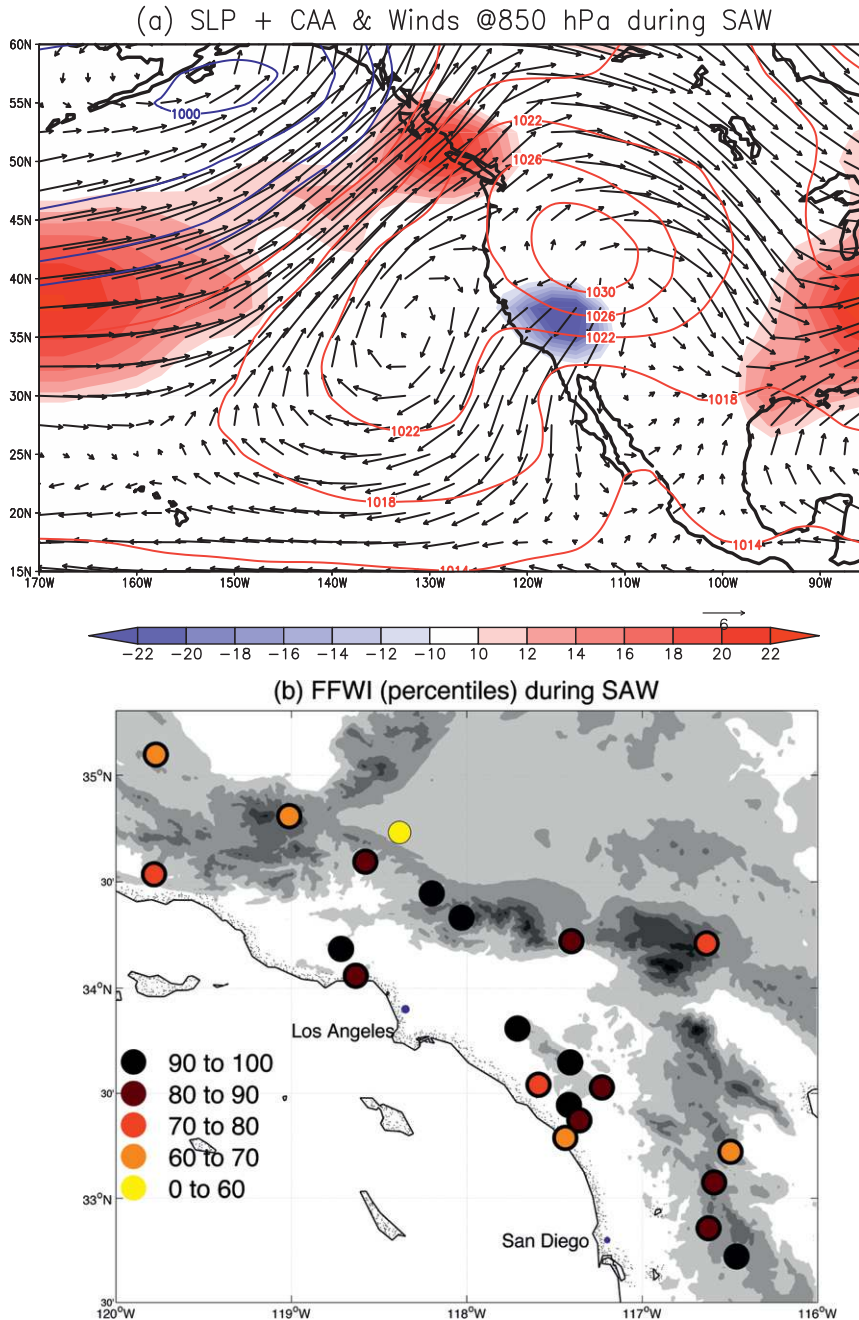 (a) SLP + CAA & Winds @850 hPa during SAW
60N
55N
50N
45N
40N
35N
30N
25N
20N
15N
1000
1022
1026
1030
1026
1022
1018
1022
1018
1014
1014
170W 160W 150W 140W 130W 120W 110W 100W 90W
6
−22 −20 −18 −16 −14 −12 −10 10 12 14 16 18 20 22
(b) FFWI (percentiles) during SAW
35°N
30'
34°N
Los Angeles
90 to 100
80 to 90
30'
70 to 80
60 to 70
0 to 60
33°N
San Diego
30'
120°W 119°W 118°W 117°W 116°W